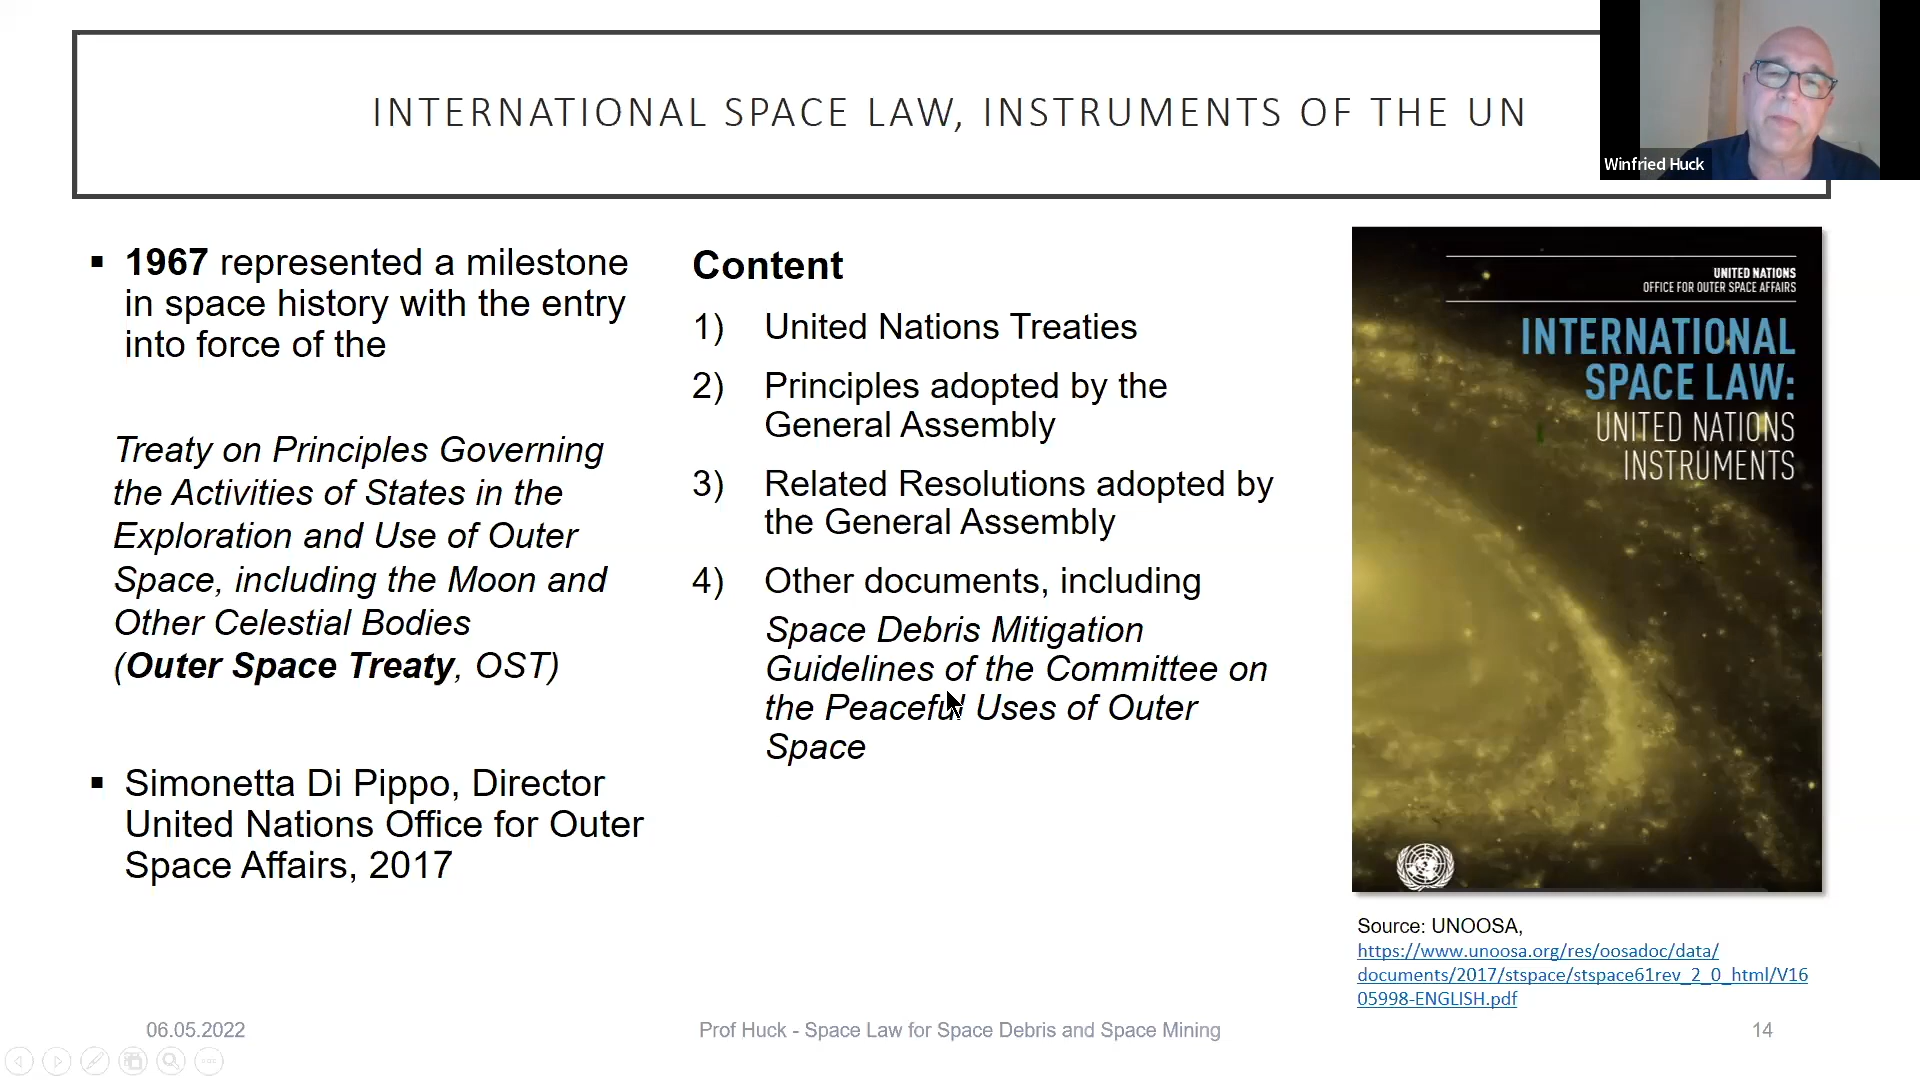 INTERNATIONAL SPACE LAW, INSTRUMENTS OF THE UN
Winfried Huck
▪ 1967 represented a milestone
in space history with the entry
into force of the
Treaty on Principles Governing
the Activities of States in the
Exploration and Use of Outer
Space, including the Moon and
Other Celestial Bodies
(Outer Space Treaty, OST)
▪ Simonetta Di Pippo, Director
United Nations Office for Outer
Space Affairs, 2017
Content
1) United Nations Treaties
2) Principles adopted by the
General Assembly
3) Related Resolutions adopted by
the General Assembly
4) Other documents, including
Space Debris Mitigation
Guidelines of the Committee on
the Peaceful Uses of Outer
Space
UNITED NATIONS
OFFICE FOR OUTER SPACE AFFAIRS
INTERNATIONAL
SPACE LAW:
UNITED NATIONS
INSTRUMENTS
Source: UNOOSA,
https://www.unoosa.org/res/oosadoc/data/
documents/2017/stspace/stspace61rev_2_0_html/V16
05998-ENGLISH.pdf
06.05.2022
Prof Huck - Space Law for Space Debris and Space Mining
14